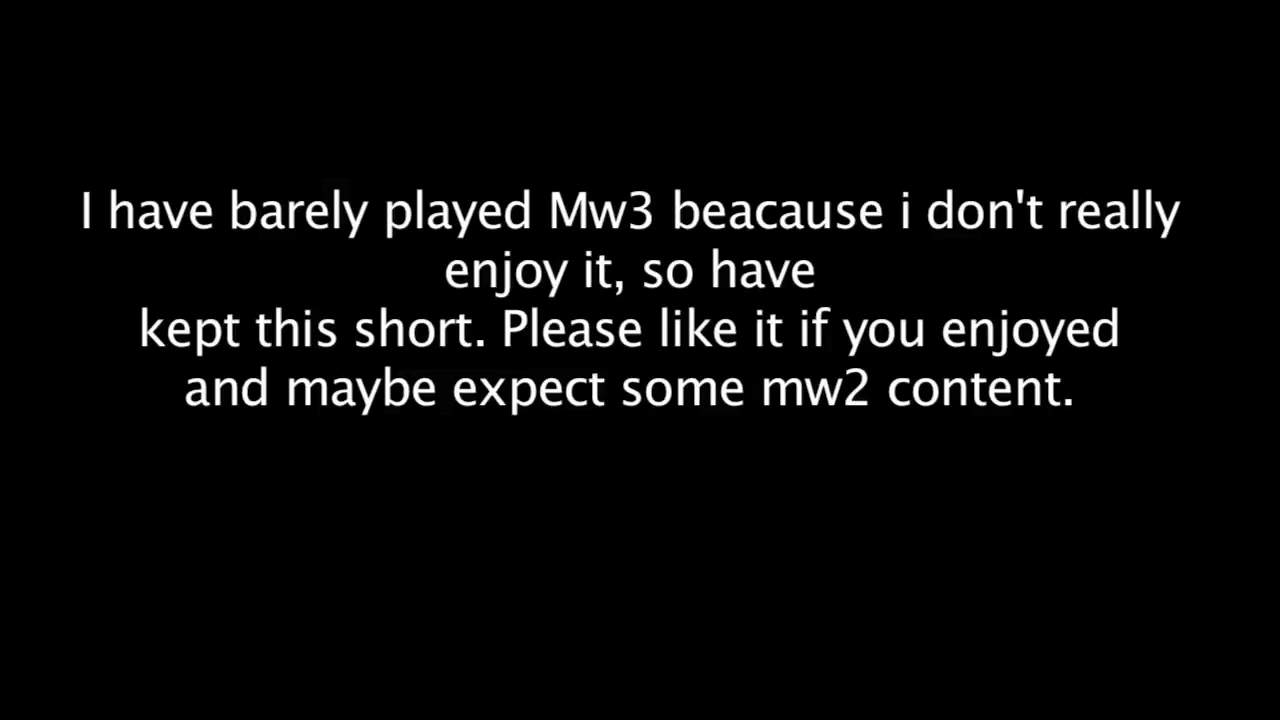 I have barely played Mw3 beacause i don't really
enjoy it, so have
kept this short. Please like it if you enjoyed
and maybe expect some mw2 content.